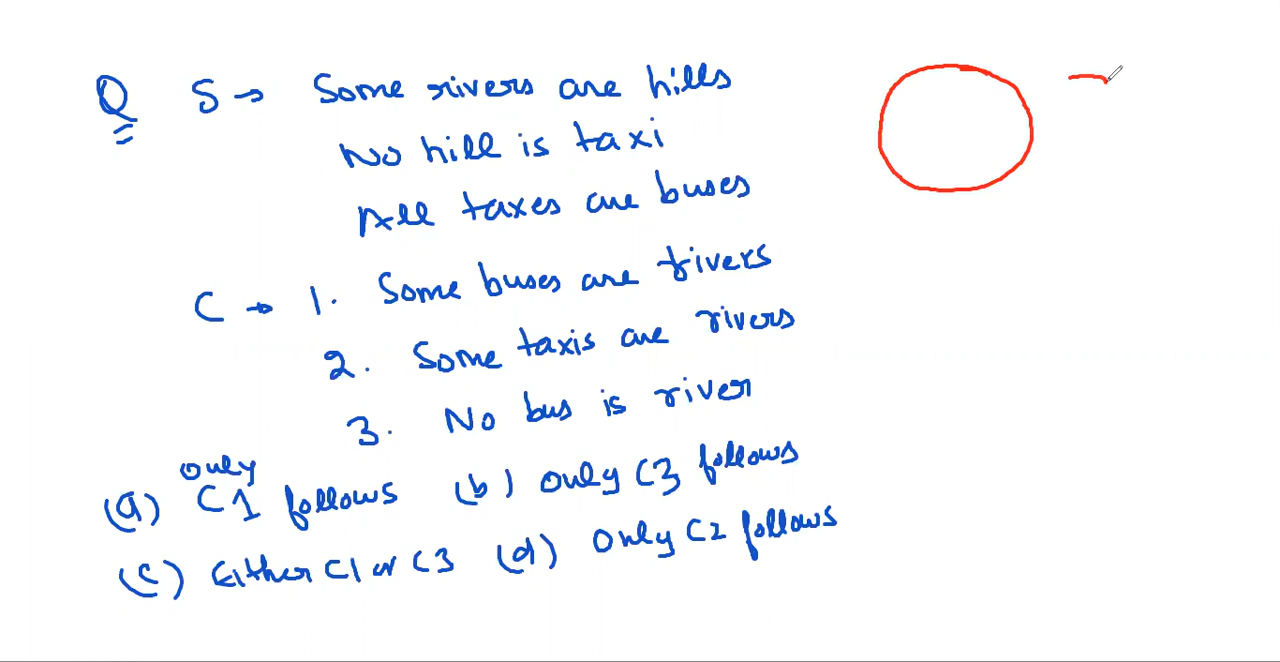 Q S → Some rivers are hills
No hill is taxi
All taxes are buses
C → 1. Some buses are rivers
2. Some taxis are rivers
3. No bus is river
(a) only C1 follows (b) only C3 follows
(c) Either C1 or C3 (d) only C2 follows